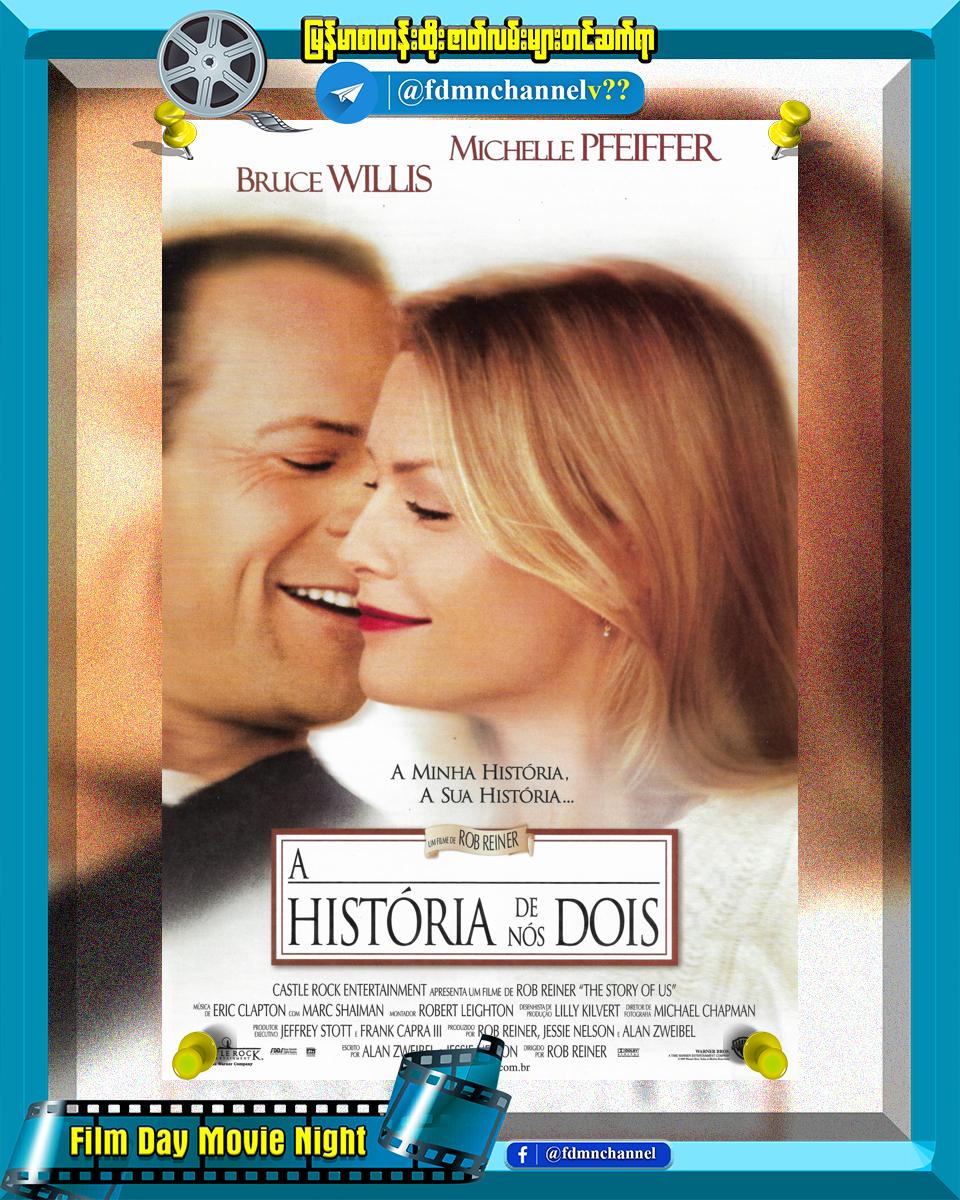 မြန်မာစာတန်းထိုးဇာတ်လမ်းများတင်ဆက်ရာ
@fdmnchannelv??
MICHELLE PFEIFFER
BRUCE WILLIS
A MINHA HISTÓRIA,
A SUA HISTÓRIA...
UM FILME DE ROB REINER
A
HISTÓRIA DE NÓS DOIS
CASTLE ROCK ENTERTAINMENT APRESENTA UM FILME DE ROB REINER "THE STORY OF US"
MÚSICA DE ERIC CLAPTON COM MARC SHAIMAN MONTADOR ROBERT LEIGHTON DESENHISTA DE PRODUÇÃO LILLY KILVERT DIRETOR DE FOTOGRAFIA MICHAEL CHAPMAN
PRODUTOR EXECUTIVO JEFFREY STOTT E FRANK CAPRA III PRODUZIDO POR ROB REINER, JESSIE NELSON E ALAN ZWEIBEL
ESCRITO POR ALAN ZWEIBEL DIRIGIDO POR ROB REINER
.com.br
Film Day Movie Night
@fdmnchannel